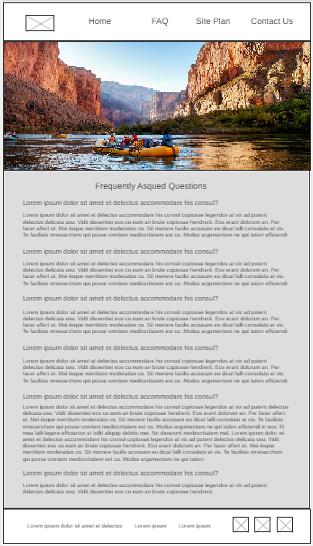 Home FAQ Site Plan Contact Us
Frequently Asqued Questions
Lorem ipsum dolor sit amet et delectus accommodare his consul?
Lorem ipsum dolor sit amet et delectus accommodare his consul copiosae legendos at vis ad putent
delectus delicata usu. Vidit dissentiet eos cu eum an brute copiosae hendrerit. Eos erant dolorum an. Per
facer affert ut. Mei iisque mentitum moderatius cu. Sit munere facilis accusam eu dicat falli consulatu at vis.
Te facilisis mnesarchum qui posse omnium mediocritatem est cu. Modus argumentum ne qui tation efficiendi
Lorem ipsum dolor sit amet et delectus accommodare his consul?
Lorem ipsum dolor sit amet et delectus accommodare his consul copiosae legendos at vis ad putent
delectus delicata usu. Vidit dissentiet eos cu eum an brute copiosae hendrerit. Eos erant dolorum an. Per
facer affert ut. Mei iisque mentitum moderatius cu. Sit munere facilis accusam eu dicat falli consulatu at vis.
Te facilisis mnesarchum qui posse omnium mediocritatem est cu. Modus argumentum ne qui tation efficiendi
Lorem ipsum dolor sit amet et delectus accommodare his consul?
Lorem ipsum dolor sit amet et delectus accommodare his consul copiosae legendos at vis ad putent
delectus delicata usu. Vidit dissentiet eos cu eum an brute copiosae hendrerit. Eos erant dolorum an. Per
facer affert ut. Mei iisque mentitum moderatius cu. Sit munere facilis accusam eu dicat falli consulatu at vis.
Te facilisis mnesarchum qui posse omnium mediocritatem est cu. Modus argumentum ne qui tation efficiendi
Lorem ipsum dolor sit amet et delectus accommodare his consul?
Lorem ipsum dolor sit amet et delectus accommodare his consul copiosae legendos at vis ad putent
delectus delicata usu. Vidit dissentiet eos cu eum an brute copiosae hendrerit. Eos erant dolorum an. Per
facer affert ut. Mei iisque mentitum moderatius cu. Sit munere facilis accusam eu dicat falli consulatu at vis.
Te facilisis mnesarchum qui posse omnium mediocritatem est cu. Modus argumentum ne qui tation efficiendi
Lorem ipsum dolor sit amet et delectus accommodare his consul?
Lorem ipsum dolor sit amet et delectus accommodare his consul copiosae legendos at vis ad putent delectus
delicata usu. Vidit dissentiet eos cu eum an brute copiosae hendrerit. Eos erant dolorum an. Per facer affert
ut. Mei iisque mentitum moderatius cu. Sit munere facilis accusam eu dicat falli consulatu at vis. Te facilisis
mnesarchum qui posse omnium mediocritatem est cu. Modus argumentum ne qui tation efficiendi in eos. Ei
mea falli legere efficiantur et tollit aliquip debitis mei. No deserunt mediocritatem mel. Lorem ipsum dolor sit
amet et delectus accommodare his consul copiosae legendos at vis ad putent delectus delicata usu. Vidit
dissentiet eos cu eum an brute copiosae hendrerit. Eos erant dolorum an. Per facer affert ut. Mei iisque
mentitum moderatius cu. Sit munere facilis accusam eu dicat falli consulatu at vis. Te facilisis mnesarchum
qui posse omnium mediocritatem est cu. Modus argumentum ne qui tation
Lorem ipsum dolor sit amet et delectus accommodare his consul?
Lorem ipsum dolor sit amet et delectus accommodare his consul copiosae legendos at vis ad putent
delectus delicata usu. Vidit dissentiet eos cu eum an brute copiosae hendrerit.
Lorem ipsum dolor sit amet et delectus Lorem ipsum Lorem ipsum